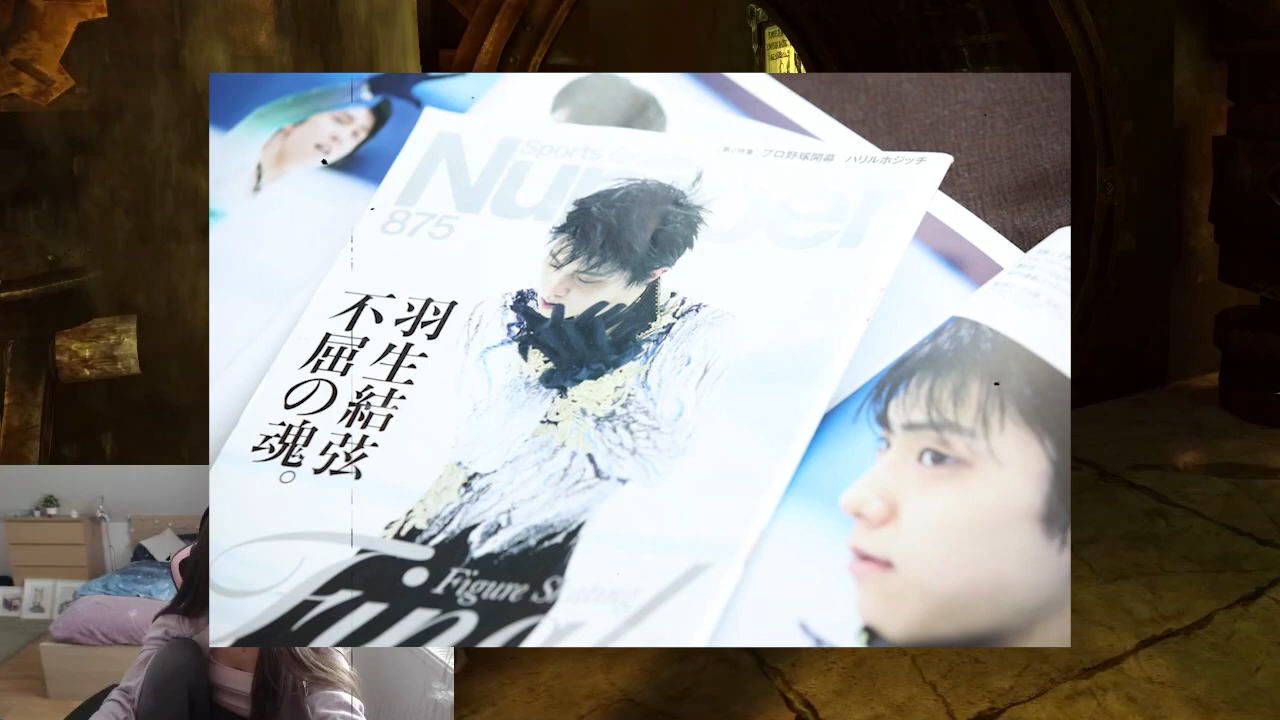 Sports
Number
875
第2特集 プロ野球開幕 ハリルホジッチ
羽生結弦
不屈の魂。
Figure Skating
Final